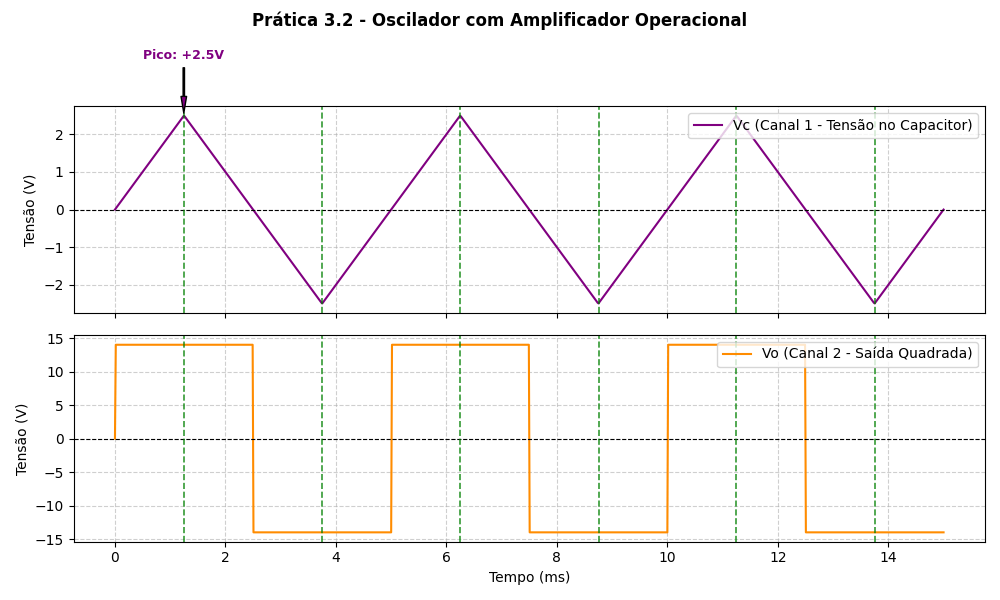 Prática 3.2 - Oscilador com Amplificador Operacional
Pico: +2.5V
Vc (Canal 1 - Tensão no Capacitor)
Tensão (V)
2
1
0
−1
−2
Vo (Canal 2 - Saída Quadrada)
Tensão (V)
15
10
5
0
−5
−10
−15
0 2 4 6 8 10 12 14
Tempo (ms)